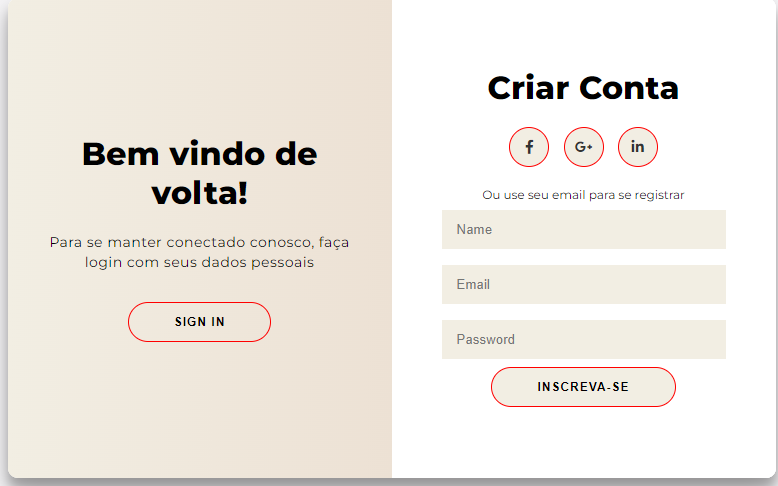 Bem vindo de
volta!
Para se manter conectado conosco, faça
login com seus dados pessoais
SIGN IN
Criar Conta
f G+ in
Ou use seu email para se registrar
Name
Email
Password
INSCREVA-SE